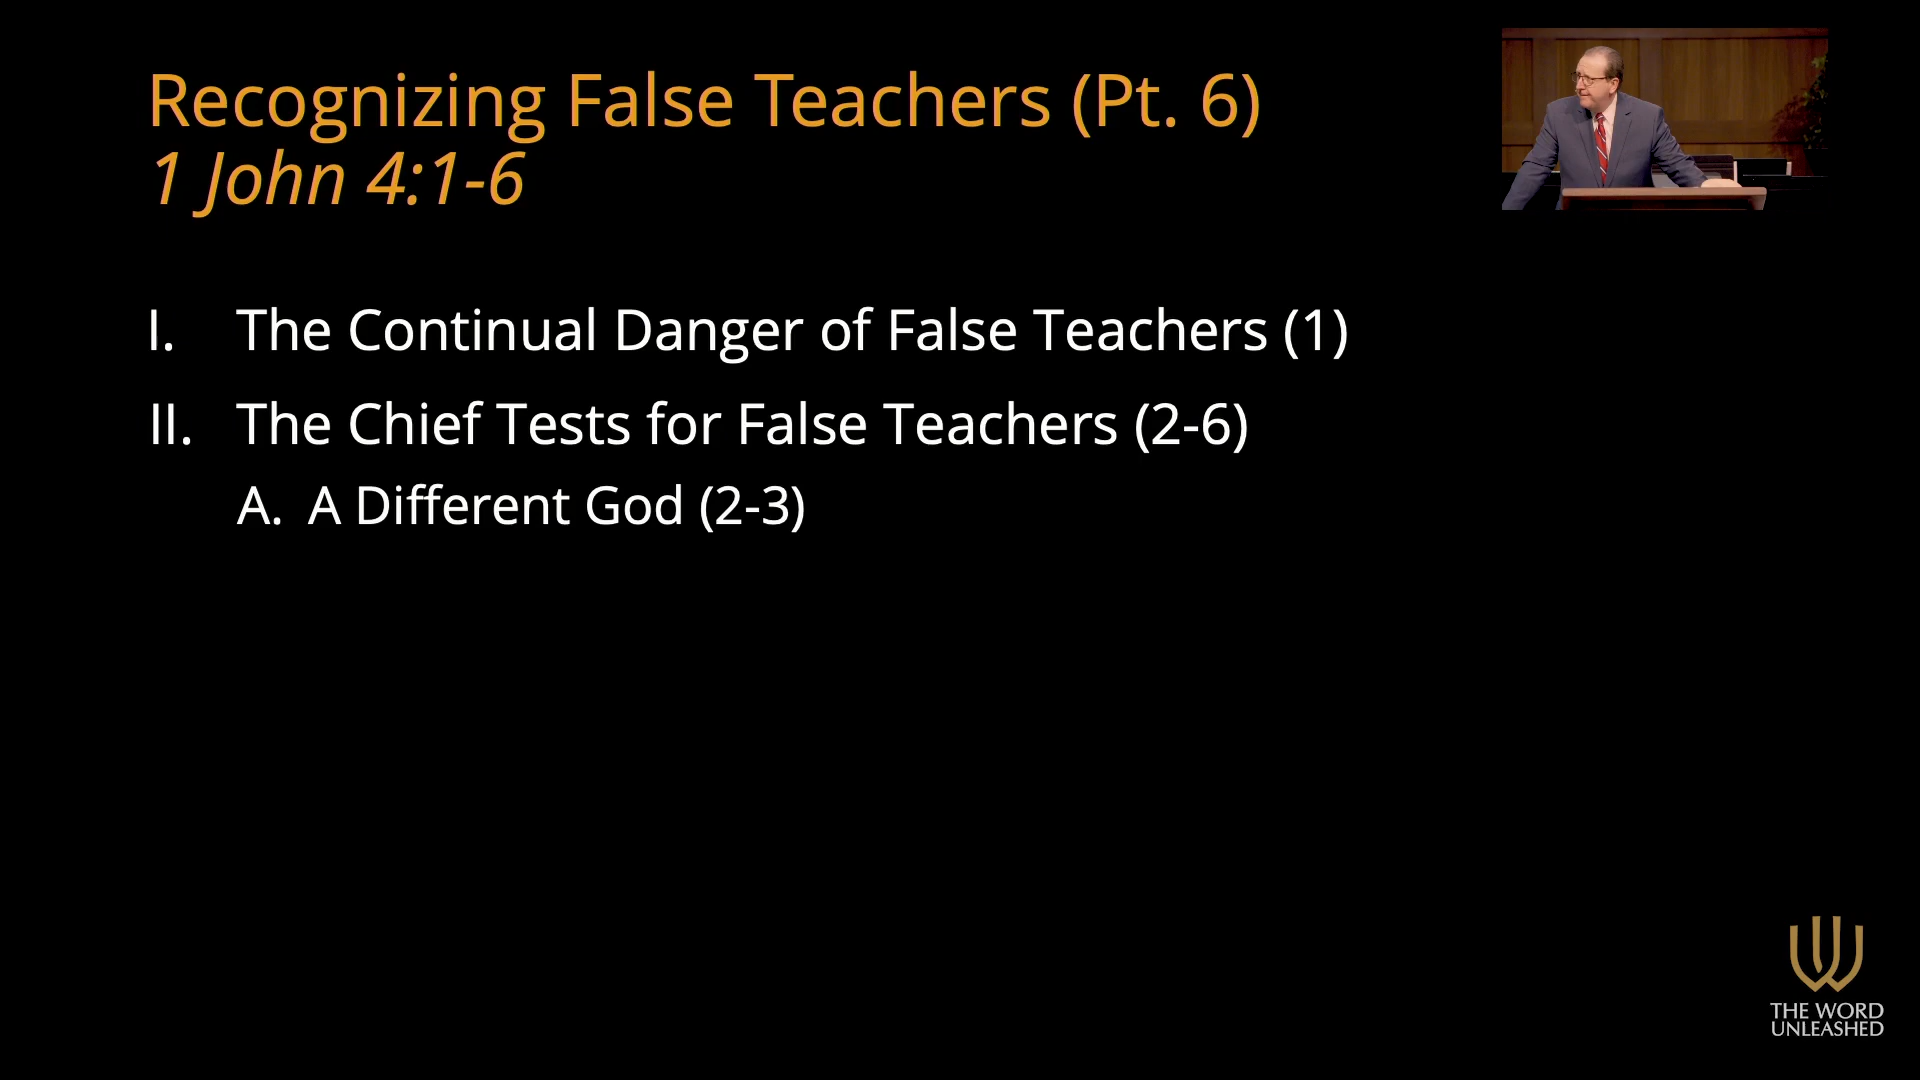 Recognizing False Teachers (Pt. 6)
1 John 4:1-6
I. The Continual Danger of False Teachers (1)
II. The Chief Tests for False Teachers (2-6)
A. A Different God (2-3)
THE WORD
UNLEASHED